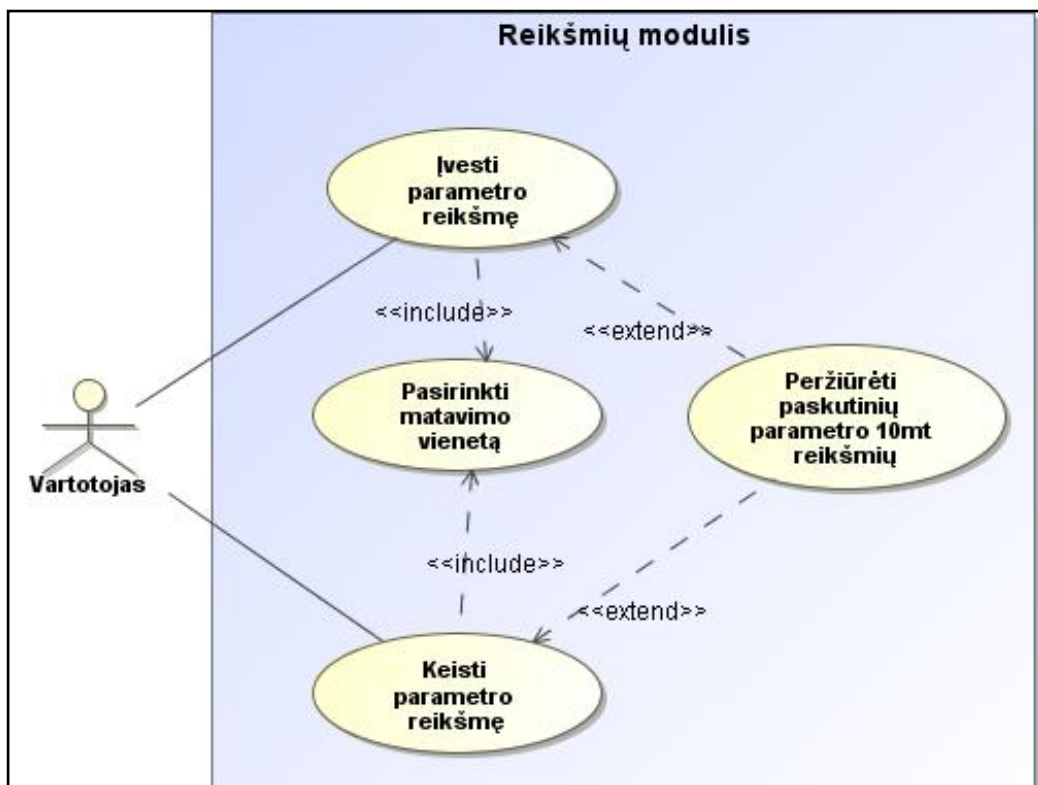 Reikšmių modulis
Įvesti
parametro
reikšmę
<<include>>
<<extend>>
Pasirinkti
matavimo
vienetą
Peržiūrėti
paskutinių
parametro 10mt
reikšmių
Vartotojas
<<include>>
<<extend>>
Keisti
parametro
reikšmę